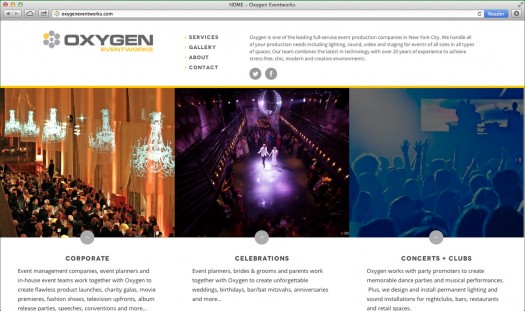 HOME – Oxygen Eventworks
oxygeneventworks.com
Reader
OXYGEN
EVENTWORKS
SERVICES
GALLERY
ABOUT
CONTACT
Oxygen is one of the leading full-service event production companies in New York City. We handle all
of your production needs including lighting, sound, video and staging for events of all sizes in all types
of spaces. Our team combines the latest in technology with over 20 years of experience to achieve
stress-free, chic, modern and creative environments.
CORPORATE
Event management companies, event planners and
in-house event teams work together with Oxygen to
create flawless product launches, charity galas, movie
premieres, fashion shows, television upfronts, album
release parties, speeches, conventions and more...
CELEBRATIONS
Event planners, brides & grooms and parents work
together with Oxygen to create unforgettable
weddings, birthdays, bar/bat mitzvahs, anniversaries
and more...
CONCERTS + CLUBS
Oxygen works with party promoters to create
memorable dance parties and musical performances.
Plus, we design and install permanent lighting and
sound installations for nightclubs, bars, restaurants
and retail spaces.